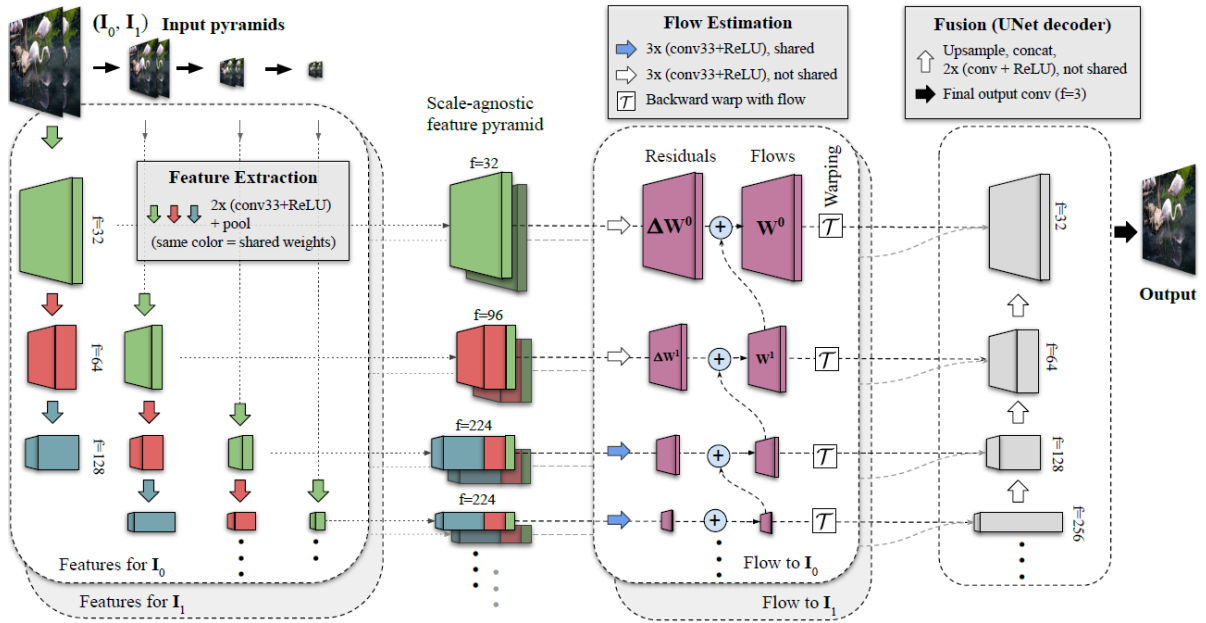 (I0, I1) Input pyramids
Flow Estimation
3x (conv33+ReLU), shared
3x (conv33+ReLU), not shared
T Backward warp with flow
Fusion (UNet decoder)
Upsample, concat,
2x (conv + ReLU), not shared
Final output conv (f=3)
Scale-agnostic
feature pyramid
Feature Extraction
2x (conv33+ReLU)
+ pool
(same color = shared weights)
f=32
f=64
f=128
f=32
f=96
f=224
f=224
Residuals
Flows
Warping
ΔW0
+
W0
T
ΔW1
+
W1
T
+
T
+
T
f=32
f=64
f=128
f=256
Output
Features for I0
Features for I1
Flow to I0
Flow to I1